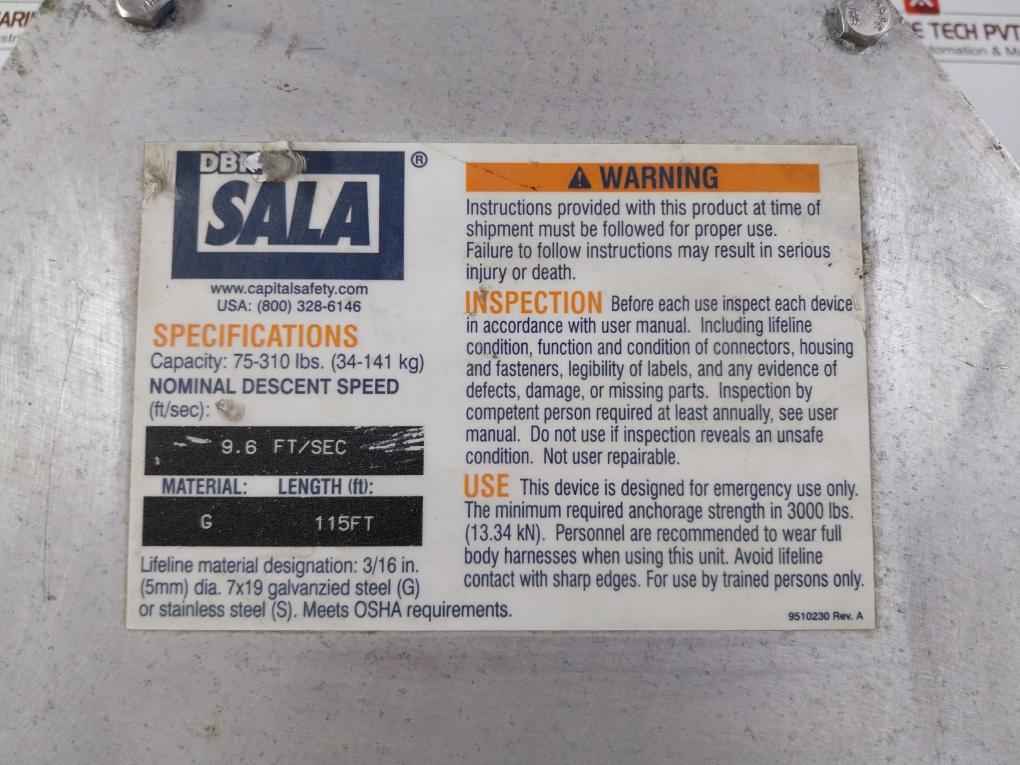 E TECH PVT
utomation & M
SALA
®
www.capitalsafety.com
USA: (800) 328-6146
SPECIFICATIONS
Capacity: 75-310 lbs. (34-141 kg)
NOMINAL DESCENT SPEED
(ft/sec):
9.6 FT/SEC
MATERIAL: LENGTH (ft):
G 115FT
Lifeline material designation: 3/16 in.
(5mm) dia. 7x19 galvanzied steel (G)
or stainless steel (S). Meets OSHA requirements.
WARNING
Instructions provided with this product at time of
shipment must be followed for proper use.
Failure to follow instructions may result in serious
injury or death.
INSPECTION Before each use inspect each device
in accordance with user manual. Including lifeline
condition, function and condition of connectors, housing
and fasteners, legibility of labels, and any evidence of
defects, damage, or missing parts. Inspection by
competent person required at least annually, see user
manual. Do not use if inspection reveals an unsafe
condition. Not user repairable.
USE This device is designed for emergency use only.
The minimum required anchorage strength in 3000 lbs.
(13.34 kN). Personnel are recommended to wear full
body harnesses when using this unit. Avoid lifeline
contact with sharp edges. For use by trained persons only.
9510230 Rev. A